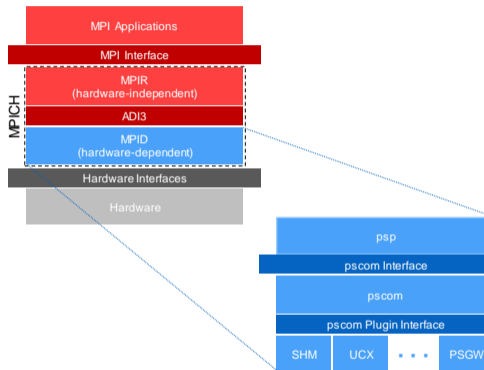 MPI Applications
MPI Interface
MPICH
MPIR
(hardware-independent)
ADI3
MPID
(hardware-dependent)
Hardware Interfaces
Hardware
psp
pscom Interface
pscom
pscom Plugin Interface
SHM
UCX
• • •
PSGW